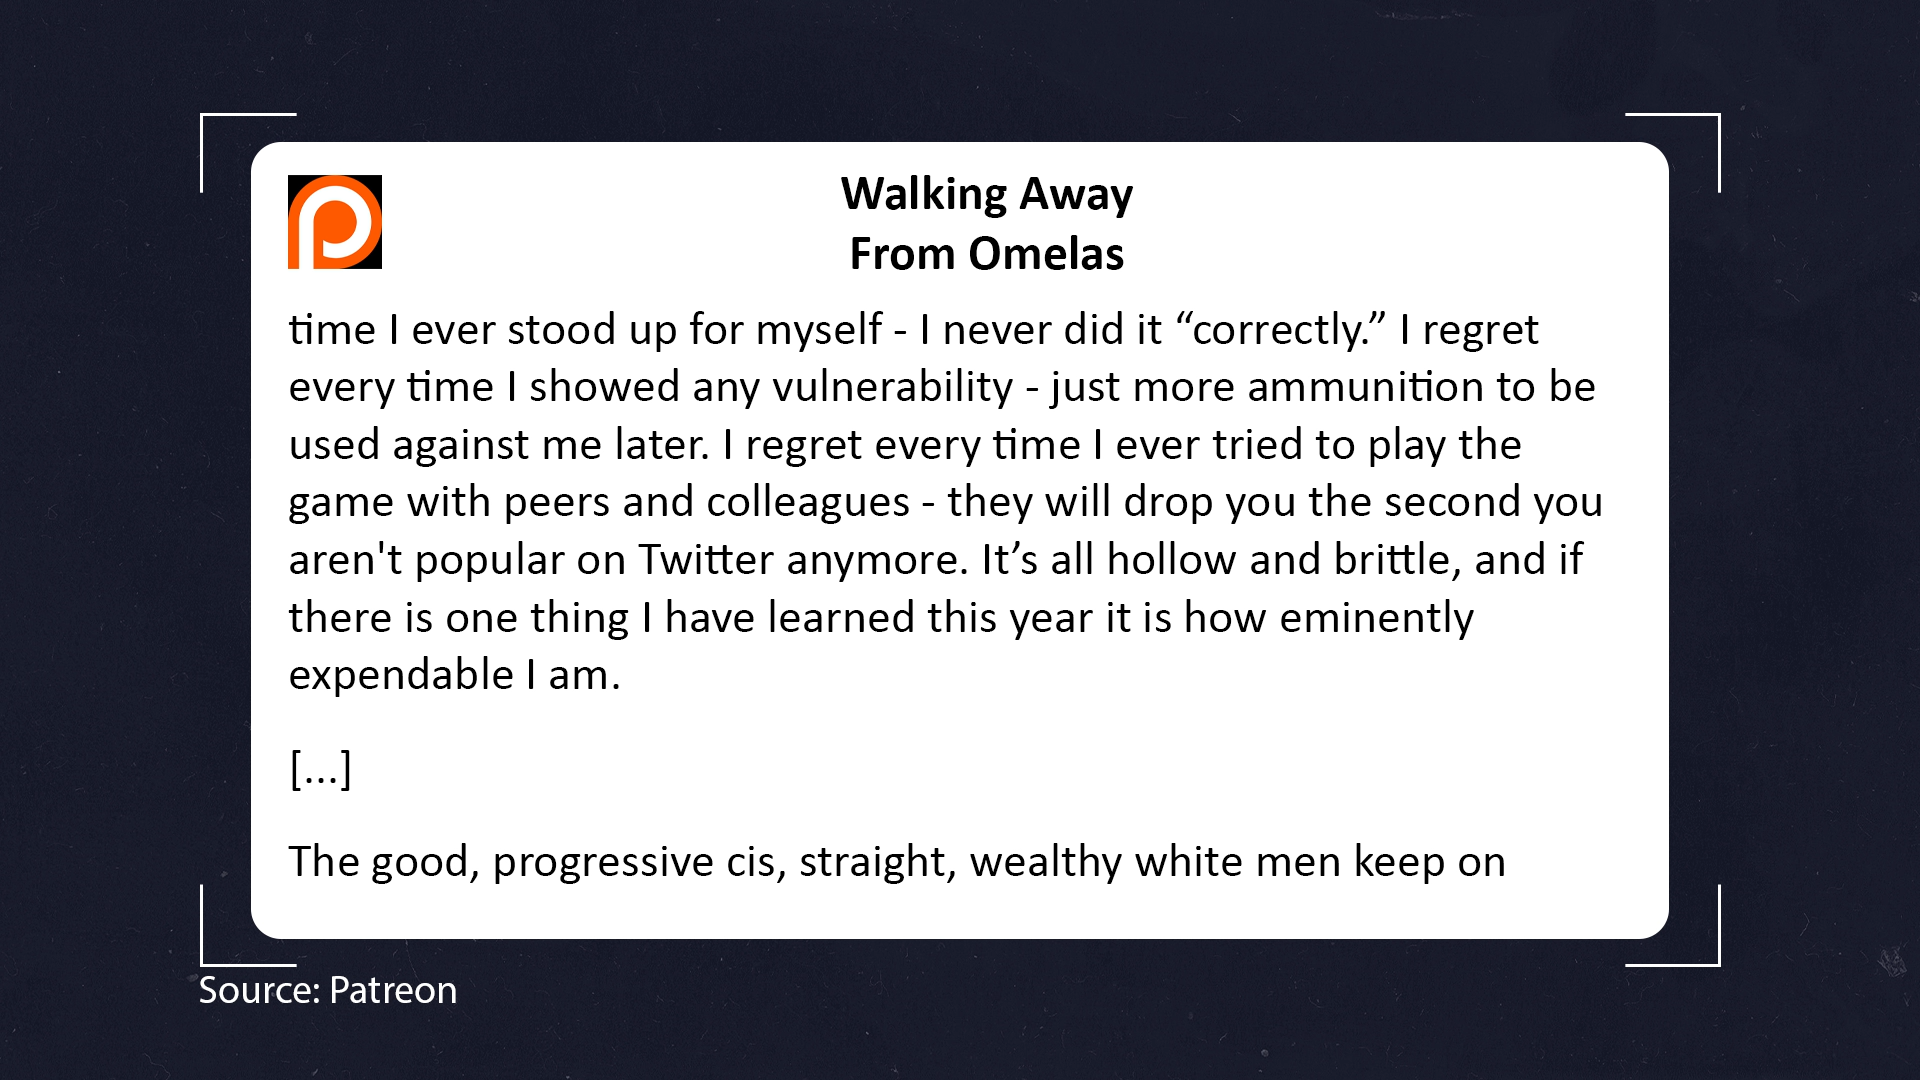 Walking Away
From Omelas
time I ever stood up for myself - I never did it “correctly.” I regret
every time I showed any vulnerability - just more ammunition to be
used against me later. I regret every time I ever tried to play the
game with peers and colleagues - they will drop you the second you
aren't popular on Twitter anymore. It’s all hollow and brittle, and if
there is one thing I have learned this year it is how eminently
expendable I am.
[...]
The good, progressive cis, straight, wealthy white men keep on
Source: Patreon